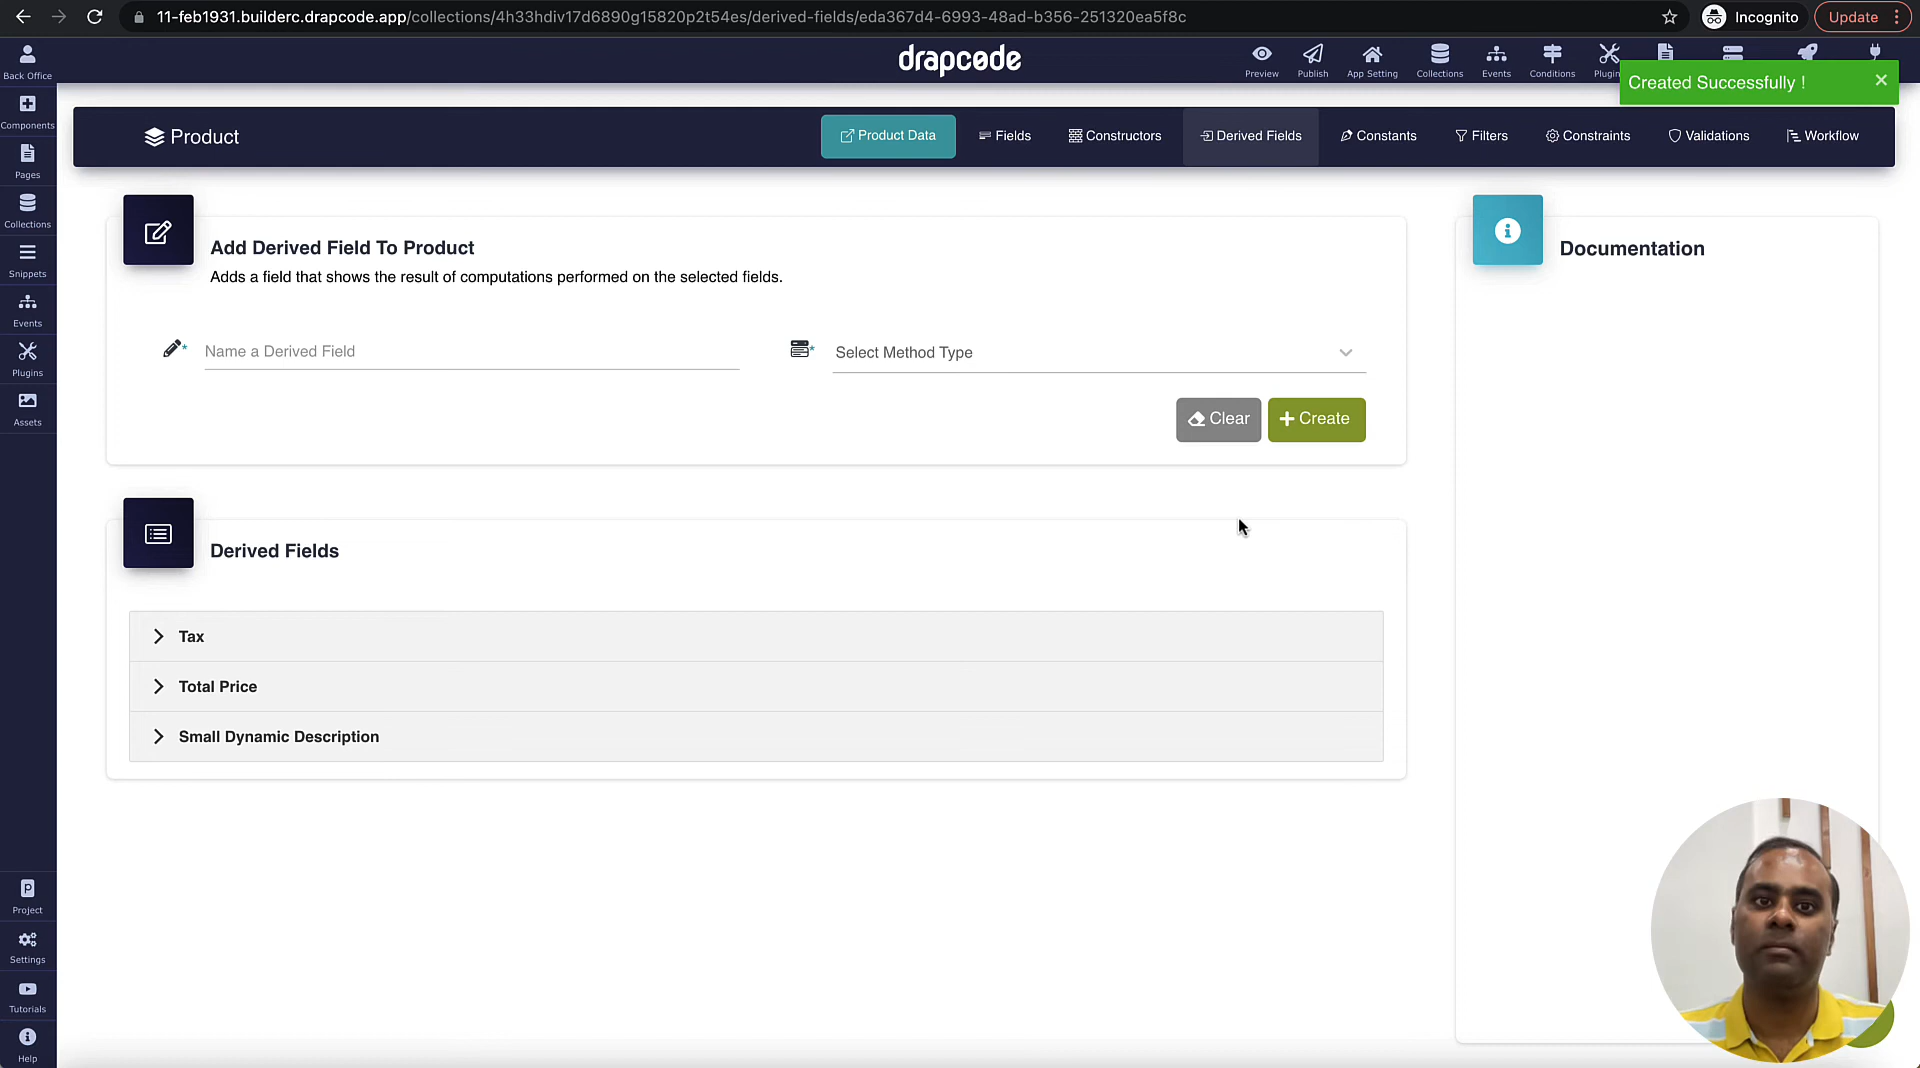 11-feb1931.builderc.drapcode.app/collections/4h33hdiv17d6890g15820p2t54es/derived-fields/eda367d4-6993-48ad-b356-251320ea5f8c
Incognito
Update
Back Office
drapcode
Preview
Publish
App Setting
Collections
Events
Conditions
Plugin
Created Successfully !
Components
Pages
Collections
Snippets
Events
Plugins
Assets
Project
Settings
Tutorials
Help
Product
Product Data
Fields
Constructors
Derived Fields
Constants
Filters
Constraints
Validations
Workflow
Add Derived Field To Product
Adds a field that shows the result of computations performed on the selected fields.
* Name a Derived Field
* Select Method Type
Clear
Create
Derived Fields
Tax
Total Price
Small Dynamic Description
Documentation